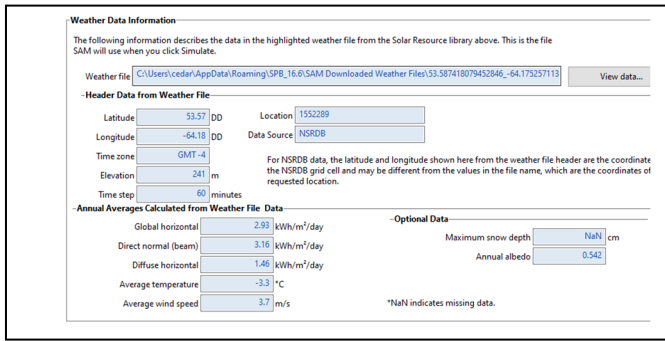 Weather Data Information
The following information describes the data in the highlighted weather file from the Solar Resource library above. This is the file
SAM will use when you click Simulate.
Weather file C:\Users\cedar\AppData\Roaming\SPB_16.6\SAM Downloaded Weather Files\53.587418079452846_-64.175257113 View data...
Header Data from Weather File
Latitude 53.57 DD Location 1552289
Longitude -64.18 DD Data Source NSRDB
Time zone GMT -4
For NSRDB data, the latitude and longitude shown here from the weather file header are the coordinate
Elevation 241 m
the NSRDB grid cell and may be different from the values in the file name, which are the coordinates of
requested location.
Time step 60 minutes
Annual Averages Calculated from Weather File Data
Optional Data
Global horizontal 2.93 kWh/m²/day
Maximum snow depth NaN cm
Direct normal (beam) 3.16 kWh/m²/day
Annual albedo 0.542
Diffuse horizontal 1.46 kWh/m²/day
Average temperature -3.3 °C
Average wind speed 3.7 m/s *NaN indicates missing data.